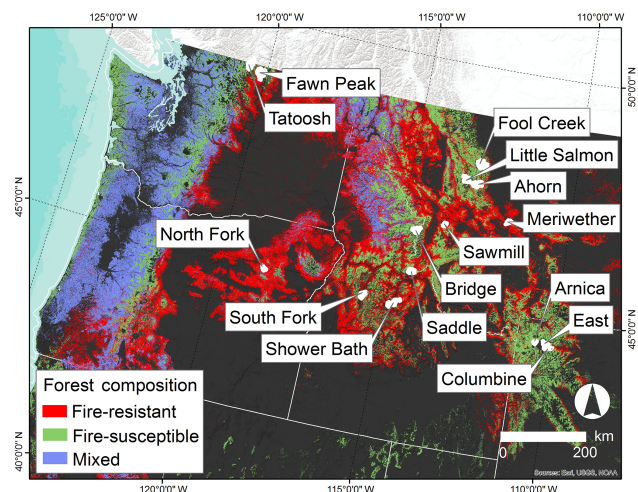 125°0'0"W
120°0'0"W
115°0'0"W
110°0'0"W
50°0'0"N
Fawn Peak
Tatoosh
Fool Creek
Little Salmon
Ahorn
45°0'0"N
Meriwether
North Fork
Sawmill
Bridge
Arnica
South Fork
Saddle
East
45°0'0"N
Shower Bath
Columbine
Forest composition
Fire-resistant
Fire-susceptible
Mixed
km
0 200
40°0'0"N
Sources: Esri, USGS, NOAA
120°0'0"W
115°0'0"W
110°0'0"W